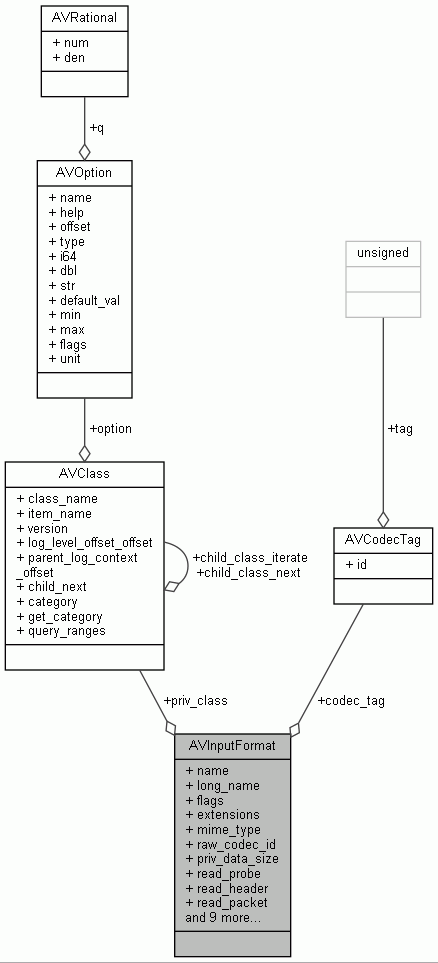 AVRational
+ num
+ den
+q
AVOption
+ name
+ help
+ offset
+ type
+ i64
+ dbl
+ str
+ default_val
+ min
+ max
+ flags
+ unit
unsigned
+option
+tag
AVClass
+ class_name
+ item_name
+ version
+ log_level_offset_offset
+ parent_log_context
_offset
+ child_next
+ category
+ get_category
+ query_ranges
+child_class_iterate
+child_class_next
AVCodecTag
+ id
+priv_class
+codec_tag
AVInputFormat
+ name
+ long_name
+ flags
+ extensions
+ mime_type
+ raw_codec_id
+ priv_data_size
+ read_probe
+ read_header
+ read_packet
and 9 more...